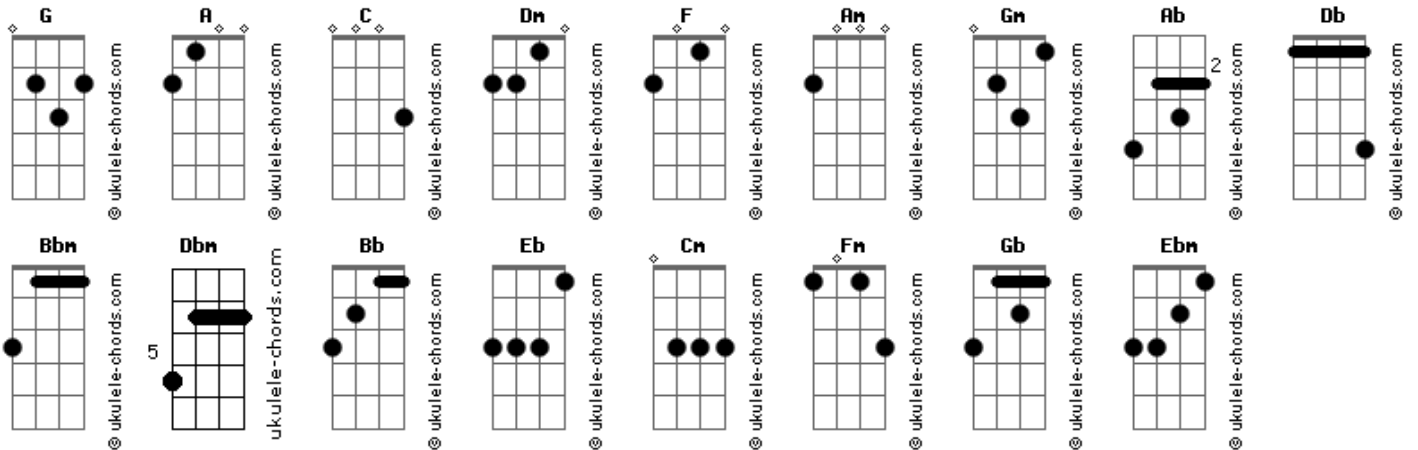 G A C Dm F Am Gm Ab Db
© ukulele-chords.com © ukulele-chords.com © ukulele-chords.com © ukulele-chords.com © ukulele-chords.com © ukulele-chords.com © ukulele-chords.com 2 © ukulele-chords.com © ukulele-chords.com
Bbm Dbm Bb Eb Cm Fm Gb Ebm
© ukulele-chords.com 5 ukulele-chords.com © ukulele-chords.com © ukulele-chords.com © ukulele-chords.com © ukulele-chords.com © ukulele-chords.com © ukulele-chords.com